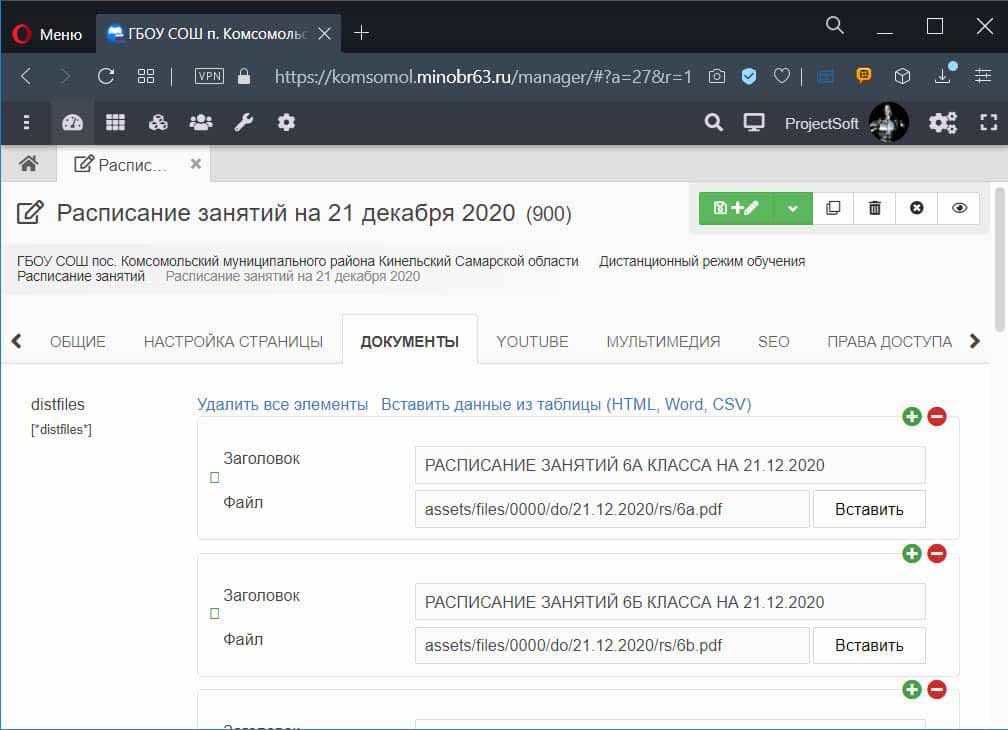 Меню
ГБОУ СОШ п. Комсомольс
VPN
https://komsomol.minobr63.ru/manager/#?a=27&r=1
ProjectSoft
Распис...
Расписание занятий на 21 декабря 2020 (900)
ГБОУ СОШ пос. Комсомольский муниципального района Кинельский Самарской области Дистанционный режим обучения
Расписание занятий Расписание занятий на 21 декабря 2020
ОБЩИЕ НАСТРОЙКА СТРАНИЦЫ ДОКУМЕНТЫ YOUTUBE МУЛЬТИМЕДИЯ SEO ПРАВА ДОСТУПА
distfiles
[*distfiles*]
Удалить все элементы Вставить данные из таблицы (HTML, Word, CSV)
Заголовок РАСПИСАНИЕ ЗАНЯТИЙ 6А КЛАССА НА 21.12.2020
Файл assets/files/0000/do/21.12.2020/rs/6a.pdf Вставить
Заголовок РАСПИСАНИЕ ЗАНЯТИЙ 6Б КЛАССА НА 21.12.2020
Файл assets/files/0000/do/21.12.2020/rs/6b.pdf Вставить